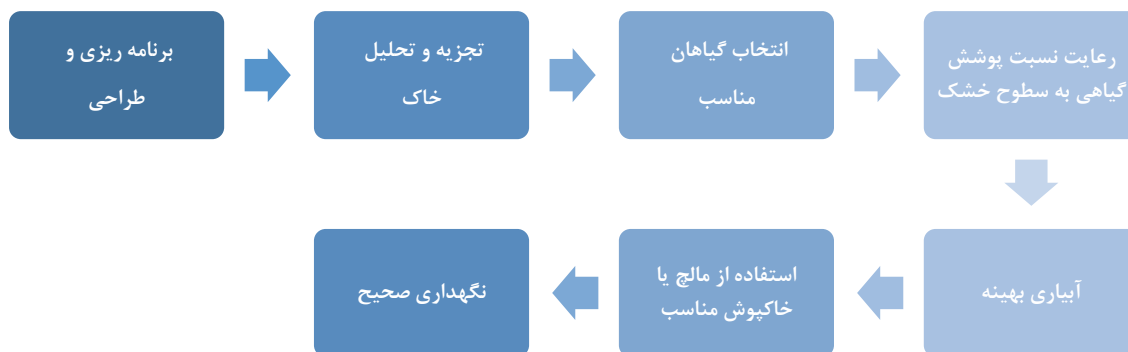 برنامه ریزی و
طراحی
تجزیه و تحلیل
خاک
انتخاب گیاهان
مناسب
رعایت نسبت پوشش
گیاهی به سطوح خشک
آبیاری بهینه
استفاده از مالچ یا
خاکپوش مناسب
نگهداری صحیح